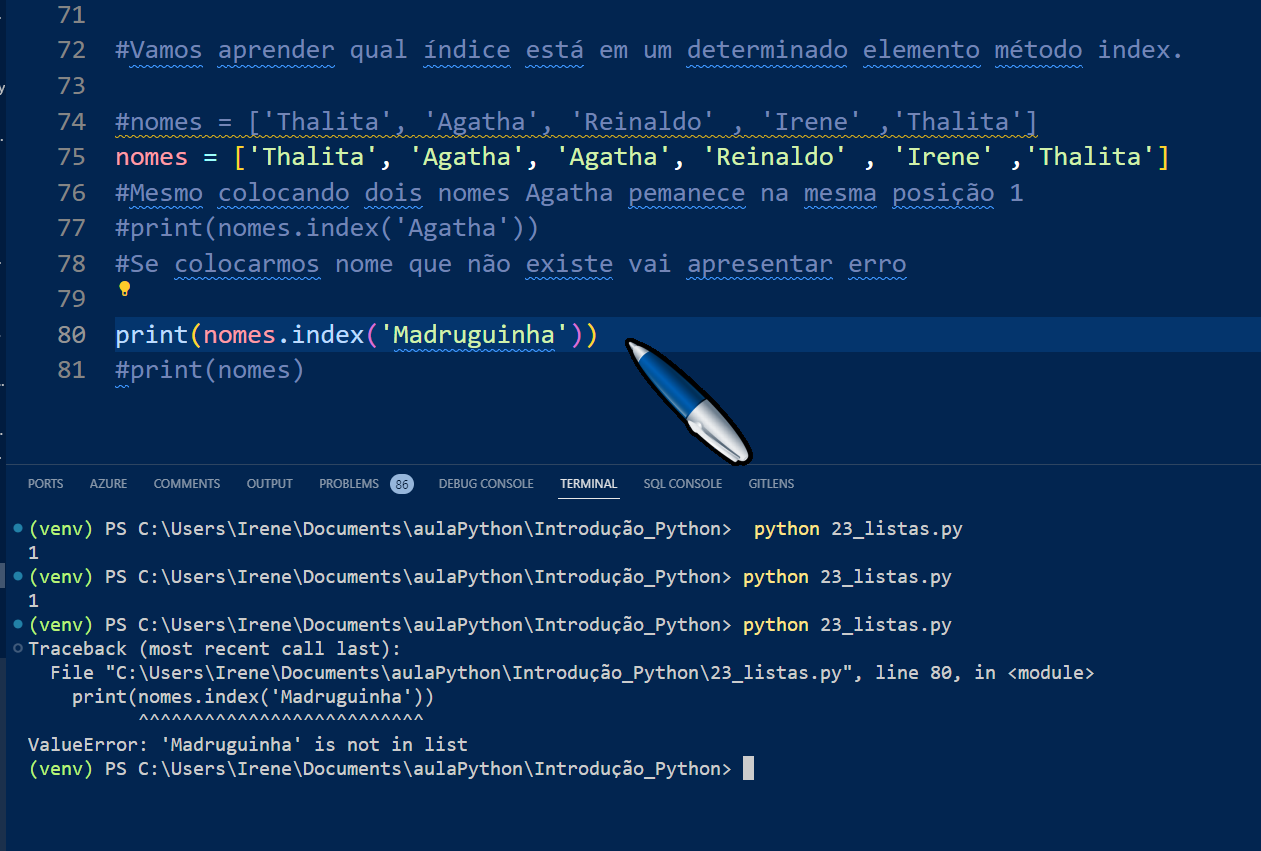 71
72 #Vamos aprender qual índice está em um determinado elemento método index.
73
74 #nomes = ['Thalita', 'Agatha', 'Reinaldo' , 'Irene' ,'Thalita']
75 nomes = ['Thalita', 'Agatha', 'Agatha', 'Reinaldo' , 'Irene' ,'Thalita']
76 #Mesmo colocando dois nomes Agatha pemanece na mesma posição 1
77 #print(nomes.index('Agatha'))
78 #Se colocarmos nome que não existe vai apresentar erro
79
80 print(nomes.index('Madruguinha'))
81 #print(nomes)
PORTS AZURE COMMENTS OUTPUT PROBLEMS 86 DEBUG CONSOLE TERMINAL SQL CONSOLE GITLENS
(venv) PS C:\Users\Irene\Documents\aulaPython\Introdução_Python>  python 23_listas.py
1
(venv) PS C:\Users\Irene\Documents\aulaPython\Introdução_Python> python 23_listas.py
1
(venv) PS C:\Users\Irene\Documents\aulaPython\Introdução_Python> python 23_listas.py
Traceback (most recent call last):
  File "C:\Users\Irene\Documents\aulaPython\Introdução_Python\23_listas.py", line 80, in <module>
    print(nomes.index('Madruguinha'))
          ^^^^^^^^^^^^^^^^^^^^^^^^^^
ValueError: 'Madruguinha' is not in list
(venv) PS C:\Users\Irene\Documents\aulaPython\Introdução_Python>